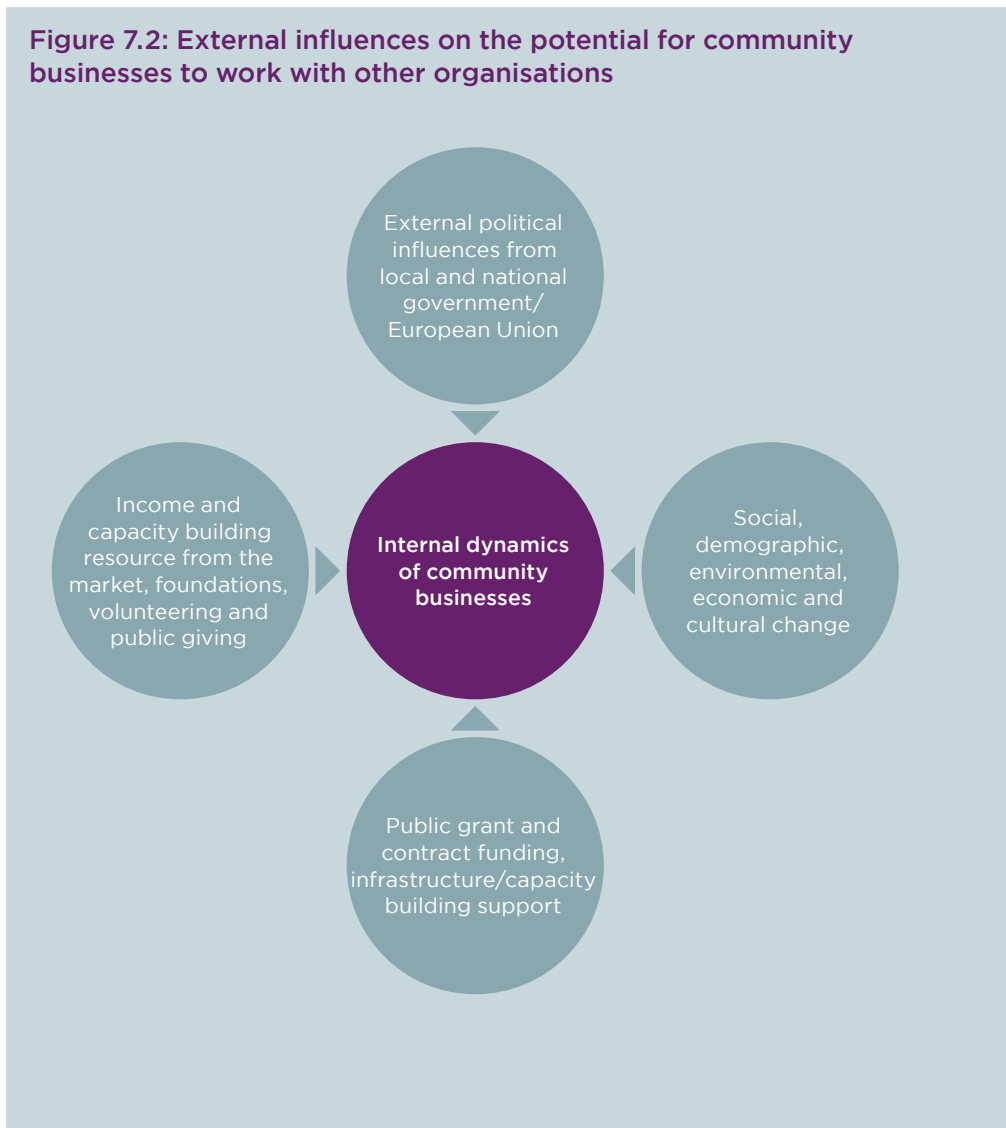 Figure 7.2: External influences on the potential for community
businesses to work with other organisations
External political
influences from
local and national
government/
European Union
Income and
capacity building
resource from the
market, foundations,
volunteering and
public giving
Internal dynamics
of community
businesses
Social,
demographic,
environmental,
economic and
cultural change
Public grant and
contract funding,
infrastructure/capacity
building support